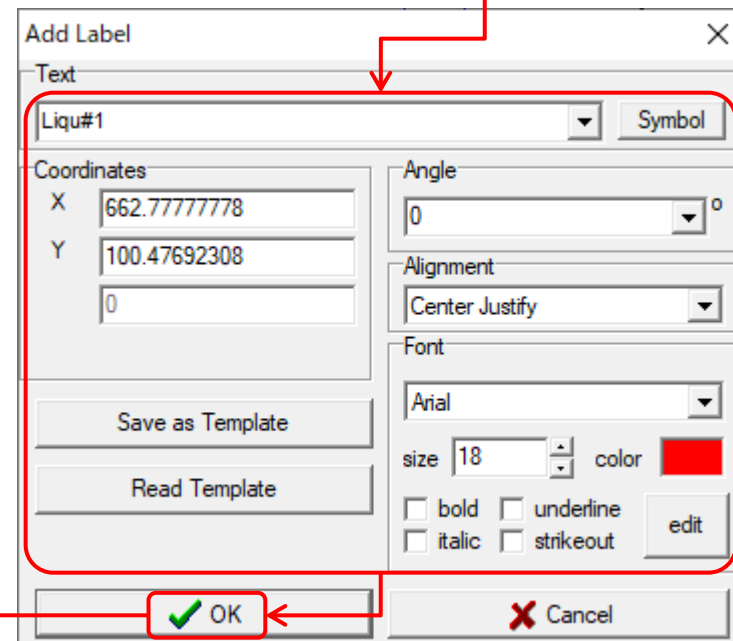 Add Label
Text
Liqu#1
Symbol
Coordinates
X 662.77777778
Y 100.47692308
0
Angle
0 °
Alignment
Center Justify
Font
Arial
size 18 color
bold underline
italic strikeout
edit
Save as Template
Read Template
OK
Cancel